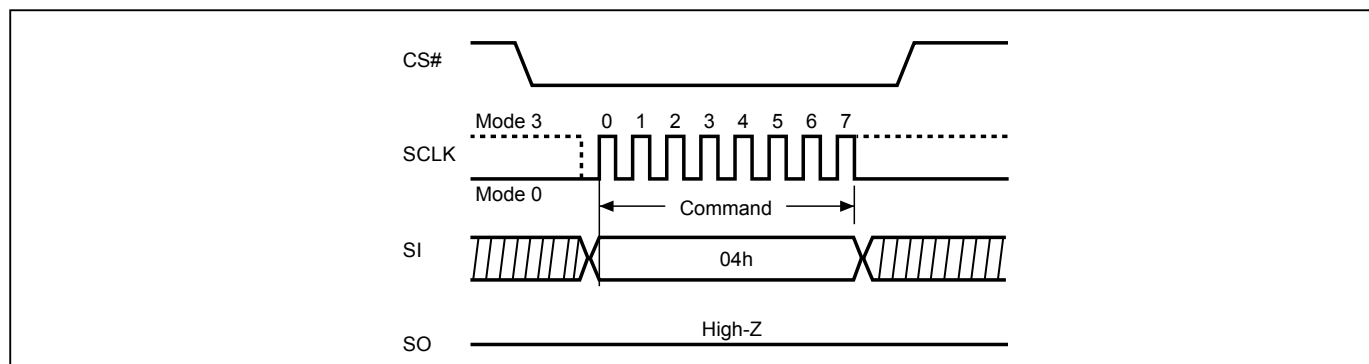 CS#
Mode 3
0 1 2 3 4 5 6 7
SCLK
Mode 0
Command
SI
04h
High-Z
SO